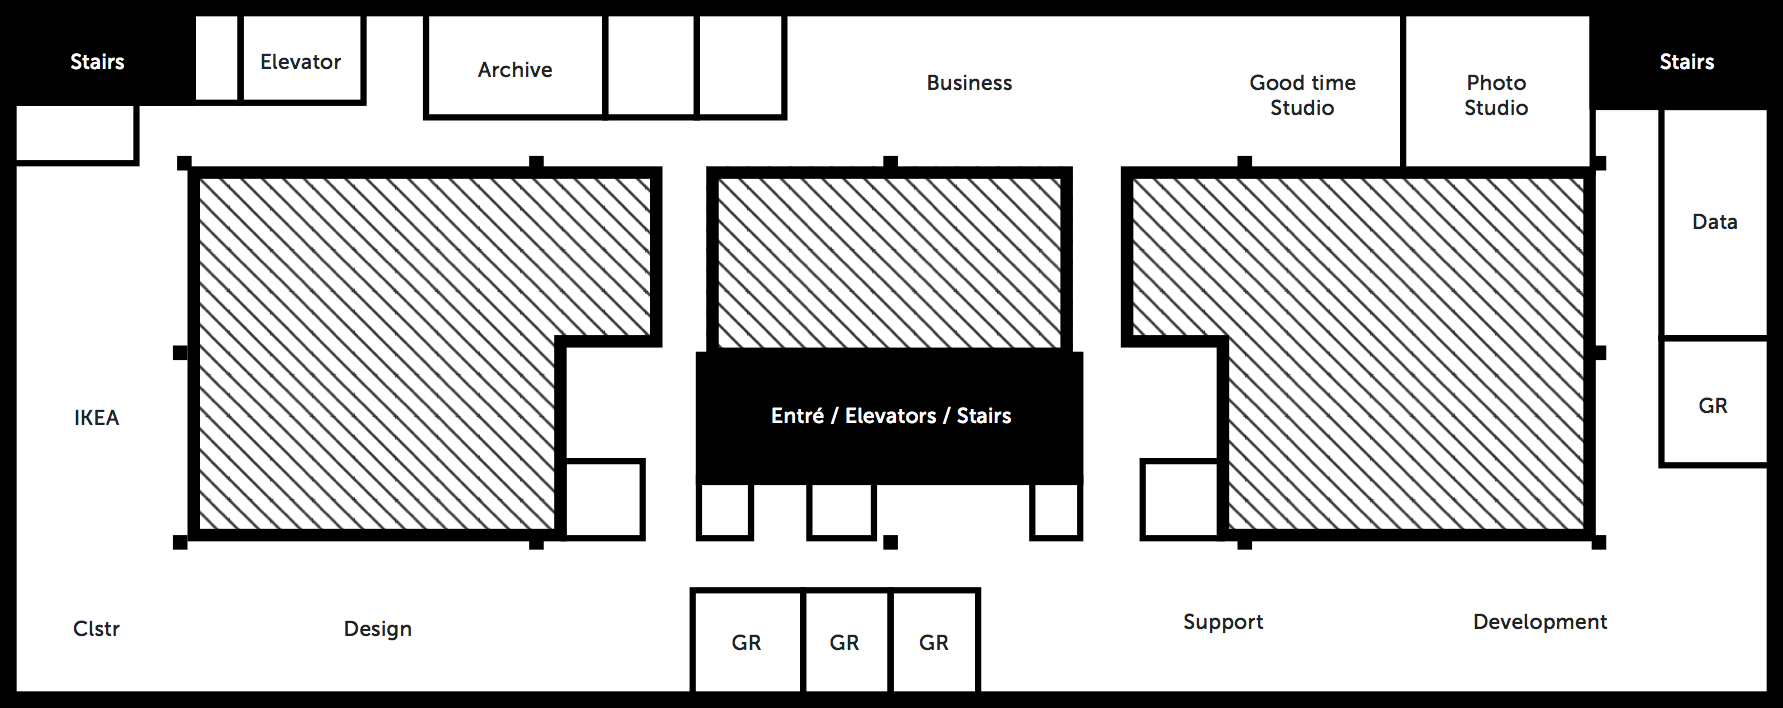 Stairs
Elevator
Archive
Business
Good time
Studio
Photo
Studio
Stairs
Data
IKEA
Entré / Elevators / Stairs
GR
Clstr
Design
GR
GR
GR
Support
Development